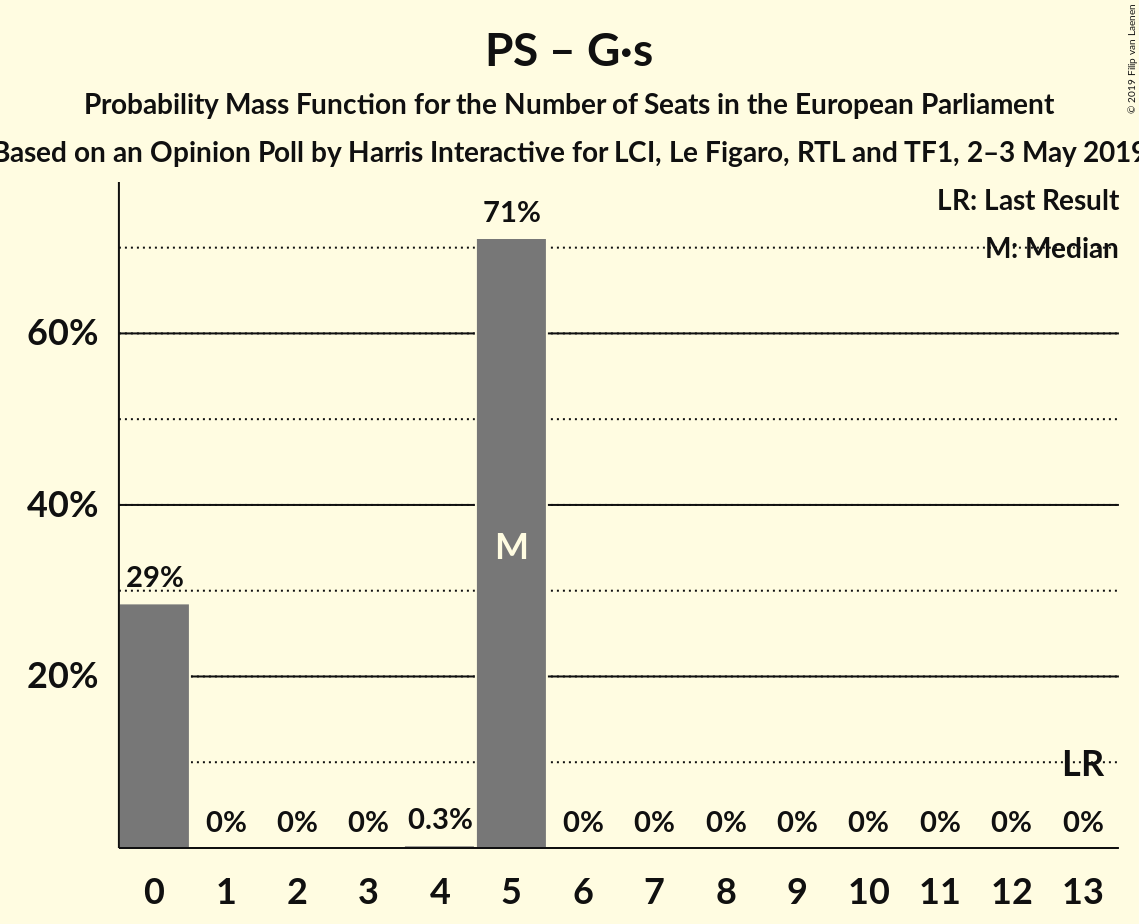 PS – G·s
Probability Mass Function for the Number of Seats in the European Parliament
Based on an Opinion Poll by Harris Interactive for LCI, Le Figaro, RTL and TF1, 2–3 May 2019
© 2019 Filip van Laenen
LR: Last Result
M: Median
71%
60%
40%
M
29%
20%
LR
0% 0% 0% 0.3% 0% 0% 0% 0% 0% 0% 0% 0%
0 1 2 3 4 5 6 7 8 9 10 11 12 13